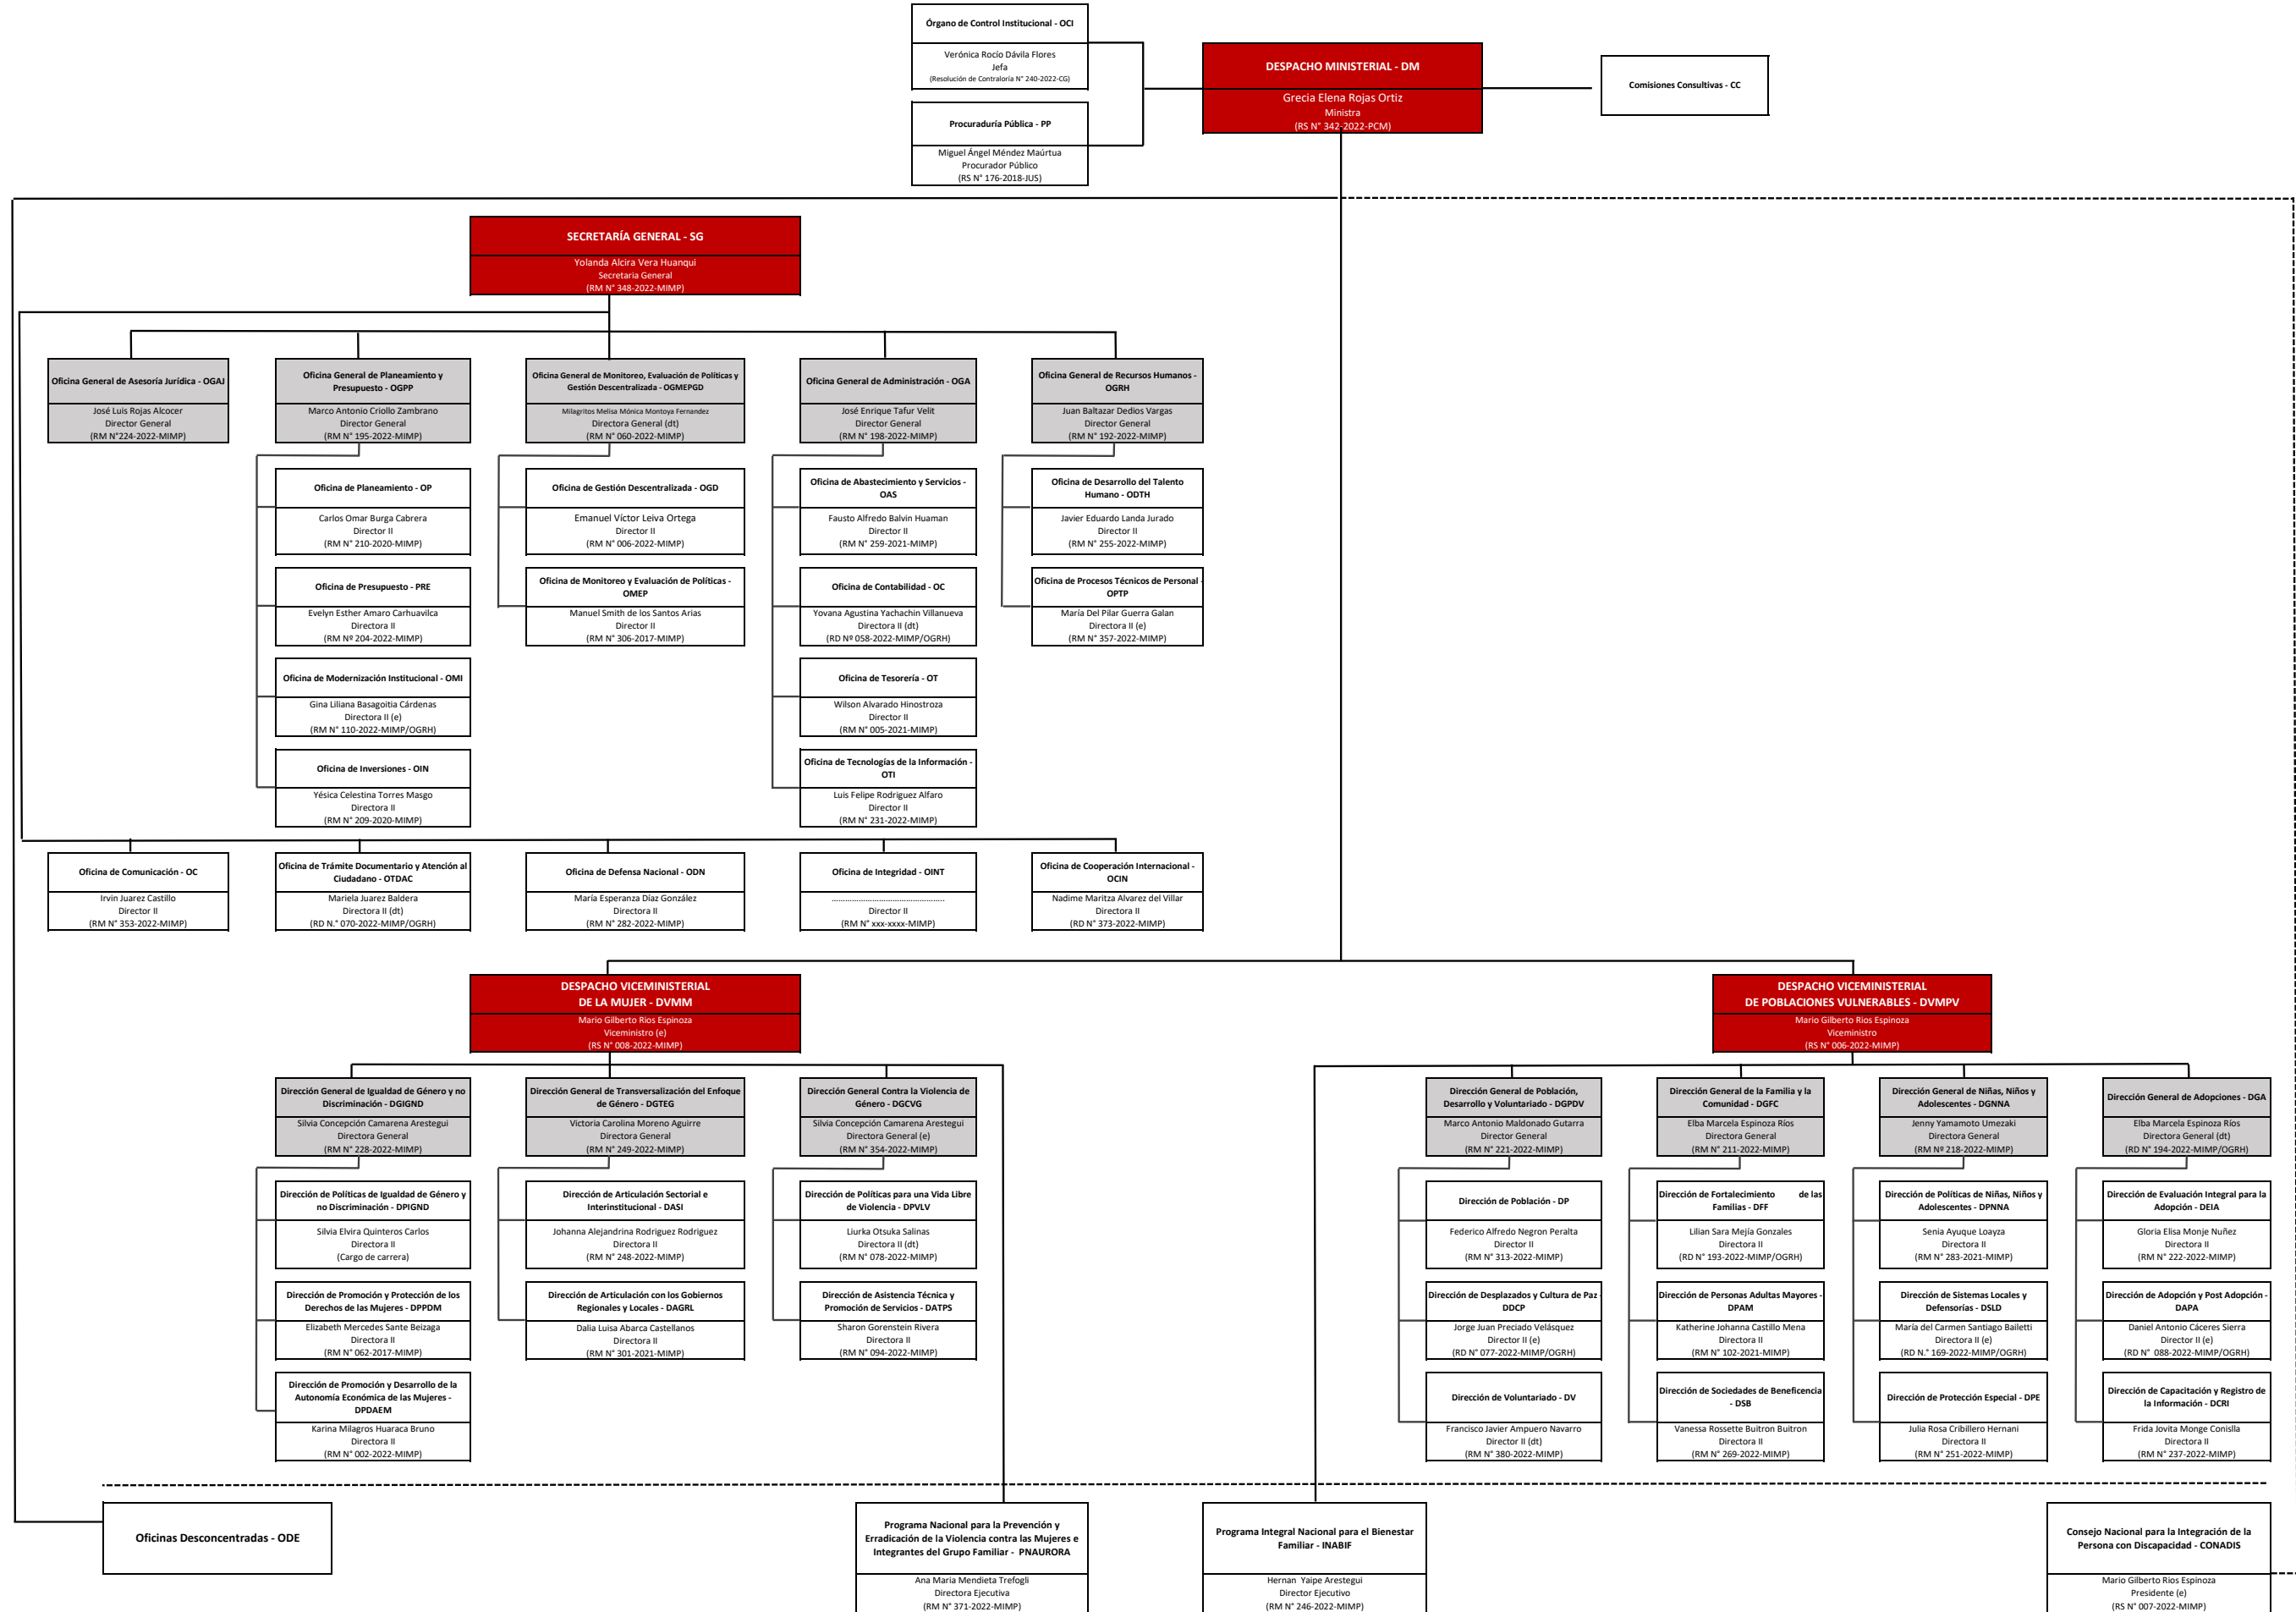 Órgano de Control Institucional - OCI
Verónica Rocío Dávila Flores
Jefa
(Resolución de Contraloría N° 240-2022-CG)
DESPACHO MINISTERIAL - DM
Grecia Elena Rojas Ortiz
Ministra
(RS N° 342-2022-PCM)
Comisiones Consultivas - CC
Procuraduría Pública - PP
Miguel Ángel Méndez Maúrtua
Procurador Público
(RS N° 176-2018-JUS)
SECRETARÍA GENERAL - SG
Yolanda Alcira Vera Huanqui
Secretaria General
(RM N° 348-2022-MIMP)
Oficina General de Asesoría Jurídica - OGAJ
José Luis Rojas Alcocer
Director General
(RM N°224-2022-MIMP)
Oficina General de Planeamiento y
Presupuesto - OGPP
Marco Antonio Criollo Zambrano
Director General
(RM N° 195-2022-MIMP)
Oficina General de Monitoreo, Evaluación de Políticas y
Gestión Descentralizada - OGMEPGD
Milagritos Melisa Mónica Montoya Fernandez
Directora General (dt)
(RM N° 060-2022-MIMP)
Oficina General de Administración - OGA
José Enrique Tafur Velit
Director General
(RM N° 198-2022-MIMP)
Oficina General de Recursos Humanos -
OGRH
Juan Baltazar Dedios Vargas
Director General
(RM N° 192-2022-MIMP)
Oficina de Planeamiento - OP
Carlos Omar Burga Cabrera
Director II
(RM N° 210-2020-MIMP)
Oficina de Gestión Descentralizada - OGD
Emanuel Víctor Leiva Ortega
Director II
(RM N° 006-2022-MIMP)
Oficina de Abastecimiento y Servicios -
OAS
Fausto Alfredo Balvin Huaman
Director II
(RM N° 259-2021-MIMP)
Oficina de Desarrollo del Talento
Humano - ODTH
Javier Eduardo Landa Jurado
Director II
(RM N° 255-2022-MIMP)
Oficina de Presupuesto - PRE
Evelyn Esther Amaro Carhuavilca
Directora II
(RM Nº 204-2022-MIMP)
Oficina de Monitoreo y Evaluación de Políticas -
OMEP
Manuel Smith de los Santos Arias
Director II
(RM N° 306-2017-MIMP)
Oficina de Contabilidad - OC
Yovana Agustina Yachachin Villanueva
Directora II (dt)
(RD Nº 058-2022-MIMP/OGRH)
Oficina de Procesos Técnicos de Personal -
OPTP
María Del Pilar Guerra Galan
Directora II (e)
(RM N° 357-2022-MIMP)
Oficina de Modernización Institucional - OMI
Gina Liliana Basagoitia Cárdenas
Directora II (e)
(RM N° 110-2022-MIMP/OGRH)
Oficina de Tesorería - OT
Wilson Alvarado Hinostroza
Director II
(RM N° 005-2021-MIMP)
Oficina de Inversiones - OIN
Yésica Celestina Torres Masgo
Directora II
(RM N° 209-2020-MIMP)
Oficina de Tecnologías de la Información -
OTI
Luis Felipe Rodriguez Alfaro
Director II
(RM N° 231-2022-MIMP)
Oficina de Comunicación - OC
Irvin Juarez Castillo
Director II
(RM N° 353-2022-MIMP)
Oficina de Trámite Documentario y Atención al
Ciudadano - OTDAC
Mariela Juarez Baldera
Directora II (dt)
(RD N.° 070-2022-MIMP/OGRH)
Oficina de Defensa Nacional - ODN
María Esperanza Díaz González
Directora II
(RM N° 282-2022-MIMP)
Oficina de Integridad - OINT
..................................................
Director II
(RM N° xxx-xxxx-MIMP)
Oficina de Cooperación Internacional -
OCIN
Nadime Maritza Alvarez del Villar
Directora II
(RD N° 373-2022-MIMP)
DESPACHO VICEMINISTERIAL
DE LA MUJER - DVMM
Mario Gilberto Rios Espinoza
Viceministro (e)
(RS N° 008-2022-MIMP)
DESPACHO VICEMINISTERIAL
DE POBLACIONES VULNERABLES - DVMPV
Mario Gilberto Rios Espinoza
Viceministro
(RS N° 006-2022-MIMP)
Dirección General de Igualdad de Género y no
Discriminación - DGIGND
Silvia Concepción Camarena Arestegui
Directora General
(RM N° 228-2022-MIMP)
Dirección General de Transversalización del Enfoque
de Género - DGTEG
Victoria Carolina Moreno Aguirre
Directora General
(RM N° 249-2022-MIMP)
Dirección General Contra la Violencia de
Género - DGCVG
Silvia Concepción Camarena Arestegui
Directora General (e)
(RM N° 354-2022-MIMP)
Dirección General de Población,
Desarrollo y Voluntariado - DGPDV
Marco Antonio Maldonado Gutarra
Director General
(RM N° 221-2022-MIMP)
Dirección General de la Familia y la
Comunidad - DGFC
Elba Marcela Espinoza Ríos
Directora General
(RM N° 211-2022-MIMP)
Dirección General de Niñas, Niños y
Adolescentes - DGNNA
Jenny Yamamoto Umezaki
Directora General
(RM Nº 218-2022-MIMP)
Dirección General de Adopciones - DGA
Elba Marcela Espinoza Ríos
Directora General (dt)
(RD N° 194-2022-MIMP/OGRH)
Dirección de Políticas de Igualdad de Género y
no Discriminación - DPIGND
Silvia Elvira Quinteros Carlos
Directora II
(Cargo de carrera)
Dirección de Articulación Sectorial e
Interinstitucional - DASI
Johanna Alejandrina Rodriguez Rodriguez
Directora II
(RM N° 248-2022-MIMP)
Dirección de Políticas para una Vida Libre
de Violencia - DPVLV
Liurka Otsuka Salinas
Directora II (dt)
(RM N° 078-2022-MIMP)
Dirección de Población - DP
Federico Alfredo Negron Peralta
Director II
(RM N° 313-2022-MIMP)
Dirección de Fortalecimiento de las
Familias - DFF
Lilian Sara Mejía Gonzales
Directora II
(RD N° 193-2022-MIMP/OGRH)
Dirección de Políticas de Niñas, Niños y
Adolescentes - DPNNA
Senia Ayuque Loayza
Directora II
(RM N° 283-2021-MIMP)
Dirección de Evaluación Integral para la
Adopción - DEIA
Gloria Elisa Monje Nuñez
Directora II
(RM N° 222-2022-MIMP)
Dirección de Promoción y Protección de los
Derechos de las Mujeres - DPPDM
Elizabeth Mercedes Sante Beizaga
Directora II
(RM N° 062-2017-MIMP)
Dirección de Articulación con los Gobiernos
Regionales y Locales - DAGRL
Dalia Luisa Abarca Castellanos
Directora II
(RM N° 301-2021-MIMP)
Dirección de Asistencia Técnica y
Promoción de Servicios - DATPS
Sharon Gorenstein Rivera
Directora II
(RM N° 094-2022-MIMP)
Dirección de Desplazados y Cultura de Paz -
DDCP
Jorge Juan Preciado Velásquez
Director II (e)
(RD N° 077-2022-MIMP/OGRH)
Dirección de Personas Adultas Mayores -
DPAM
Katherine Johanna Castillo Mena
Directora II
(RM N° 102-2021-MIMP)
Dirección de Sistemas Locales y
Defensorías - DSLD
María del Carmen Santiago Bailetti
Directora II (e)
(RD N.° 169-2022-MIMP/OGRH)
Dirección de Adopción y Post Adopción -
DAPA
Daniel Antonio Cáceres Sierra
Director II (e)
(RD N° 088-2022-MIMP/OGRH)
Dirección de Promoción y Desarrollo de la
Autonomía Económica de las Mujeres -
DPDAEM
Karina Milagros Huaraca Bruno
Directora II
(RM N° 002-2022-MIMP)
Dirección de Voluntariado - DV
Francisco Javier Ampuero Navarro
Director II (dt)
(RM N° 380-2022-MIMP)
Dirección de Sociedades de Beneficencia
- DSB
Vanessa Rossette Buitron Buitron
Directora II
(RM N° 269-2022-MIMP)
Dirección de Protección Especial - DPE
Julia Rosa Cribillero Hernani
Directora II
(RM N° 251-2022-MIMP)
Dirección de Capacitación y Registro de
la Información - DCRI
Frida Jovita Monge Conislla
Directora II
(RM N° 237-2022-MIMP)
Oficinas Desconcentradas - ODE
Programa Nacional para la Prevención y
Erradicación de la Violencia contra las Mujeres e
Integrantes del Grupo Familiar - PNAURORA
Ana Maria Mendieta Trefogli
Directora Ejecutiva
(RM N° 371-2022-MIMP)
Programa Integral Nacional para el Bienestar
Familiar - INABIF
Hernan Yaipe Arestegui
Director Ejecutivo
(RM N° 246-2022-MIMP)
Consejo Nacional para la Integración de la
Persona con Discapacidad - CONADIS
Mario Gilberto Rios Espinoza
Presidente (e)
(RS N° 007-2022-MIMP)